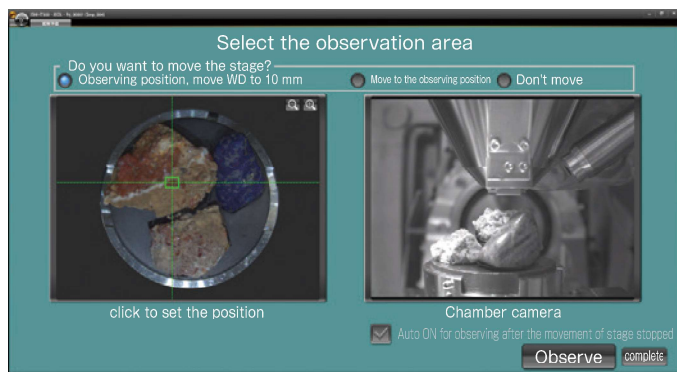 Select the observation area
Do you want to move the stage?
Observing position, move WD to 10 mm
Move to the observing position
Don't move
click to set the position
Chamber camera
Auto ON for observing after the movement of stage stopped
Observe
complete